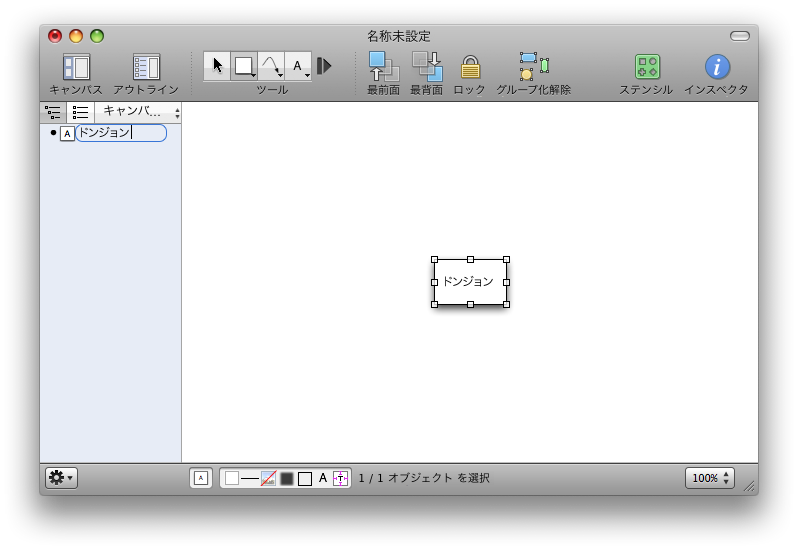 名称未設定
キャンバス アウトライン ツール 最前面 最背面 ロック グループ化解除 ステンシル インスペクタ
A
キャンバ...
A ドンジョン
ドンジョン
A A T 1 / 1 オブジェクト を選択 100%